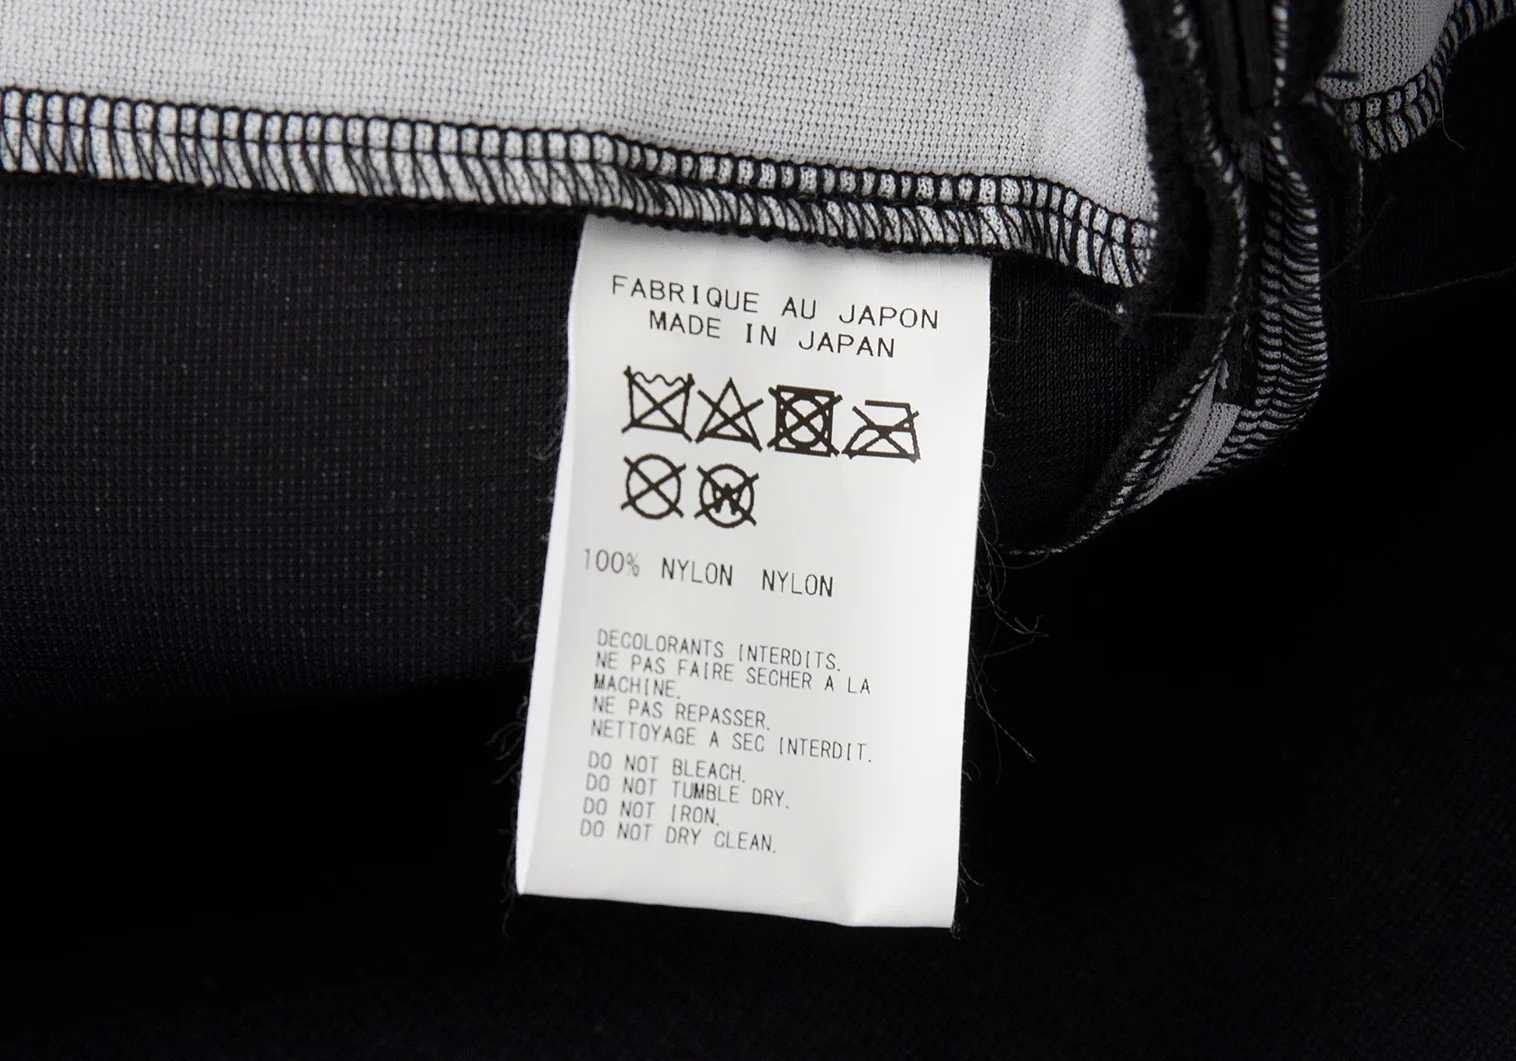 FABRIQUE AU JAPON
MADE IN JAPAN
W
100% NYLON NYLON
DECOLORANTS INTERDITS.
NE PAS FAIRE SECHER A LA
MACHINE.
NE PAS REPASSER.
NETTOYAGE A SEC INTERDIT.
DO NOT BLEACH.
DO NOT TUMBLE DRY.
DO NOT IRON.
DO NOT DRY CLEAN.